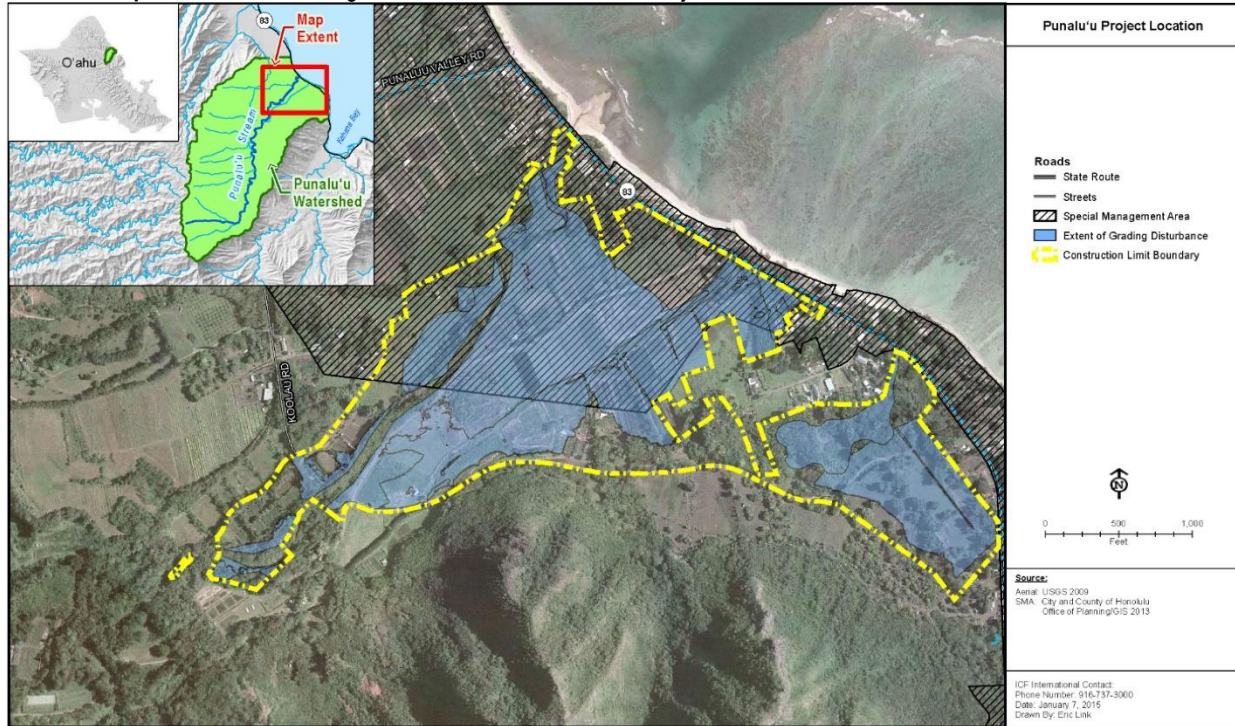 O'ahu
83
Map
Extent
Punalu'u Stream
Kahana Bay
Punalu'u
Watershed
PUNALUU VALLEY RD
83
KOOLAU RD
Punalu'u Project Location
Roads
State Route
Streets
Special Management Area
Extent of Grading Disturbance
Construction Limit Boundary
N
0 500 1,000
Feet
Source:
Aerial: USGS 2009
SMA: City and County of Honolulu
Office of Planning/GIS 2013
ICF International Contact:
Phone Number: 916-737-3000
Date: January 7, 2015
Drawn By: Eric Link